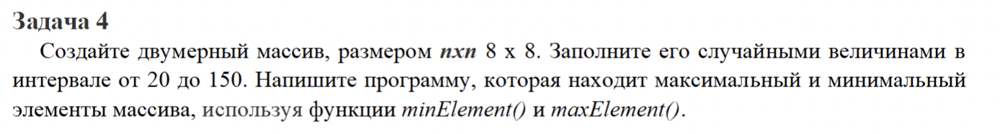 Задача 4
Создайте двумерный массив, размером nxn 8 x 8. Заполните его случайными величинами в
интервале от 20 до 150. Напишите программу, которая находит максимальный и минимальный
элементы массива, используя функции minElement() и maxElement().